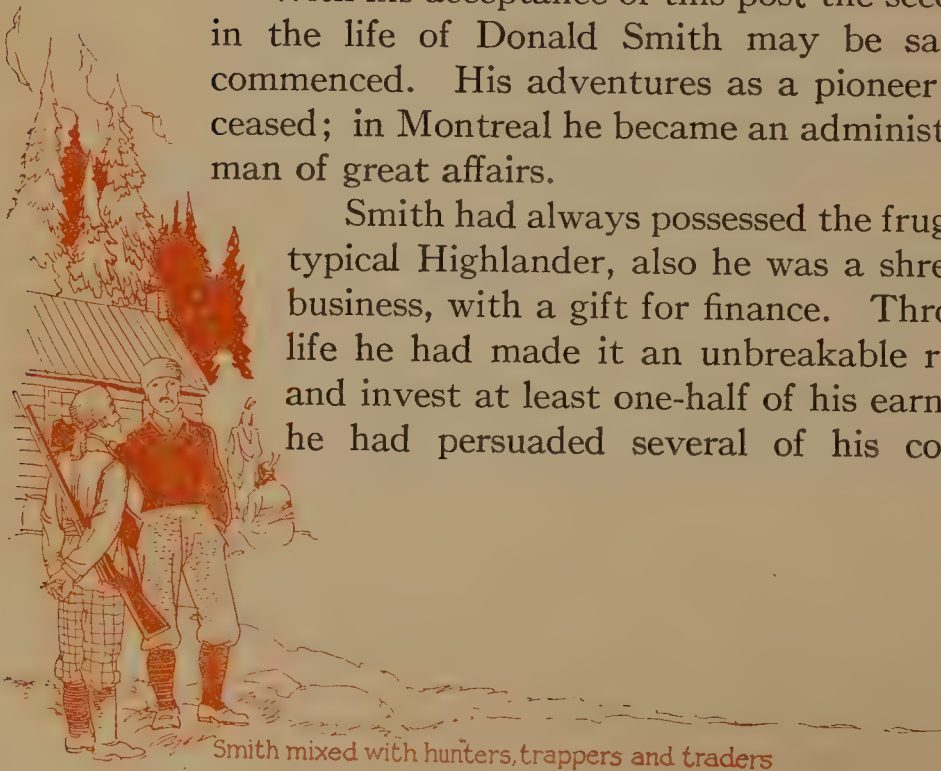 in the life of Donald Smith may be sa
commenced. His adventures as a pioneer
ceased; in Montreal he became an administ
man of great affairs.
Smith had always possessed the frug
typical Highlander, also he was a shre
business, with a gift for finance. Thro
life he had made it an unbreakable r
and invest at least one-half of his earn
he had persuaded several of his co
Smith mixed with hunters, trappers and traders